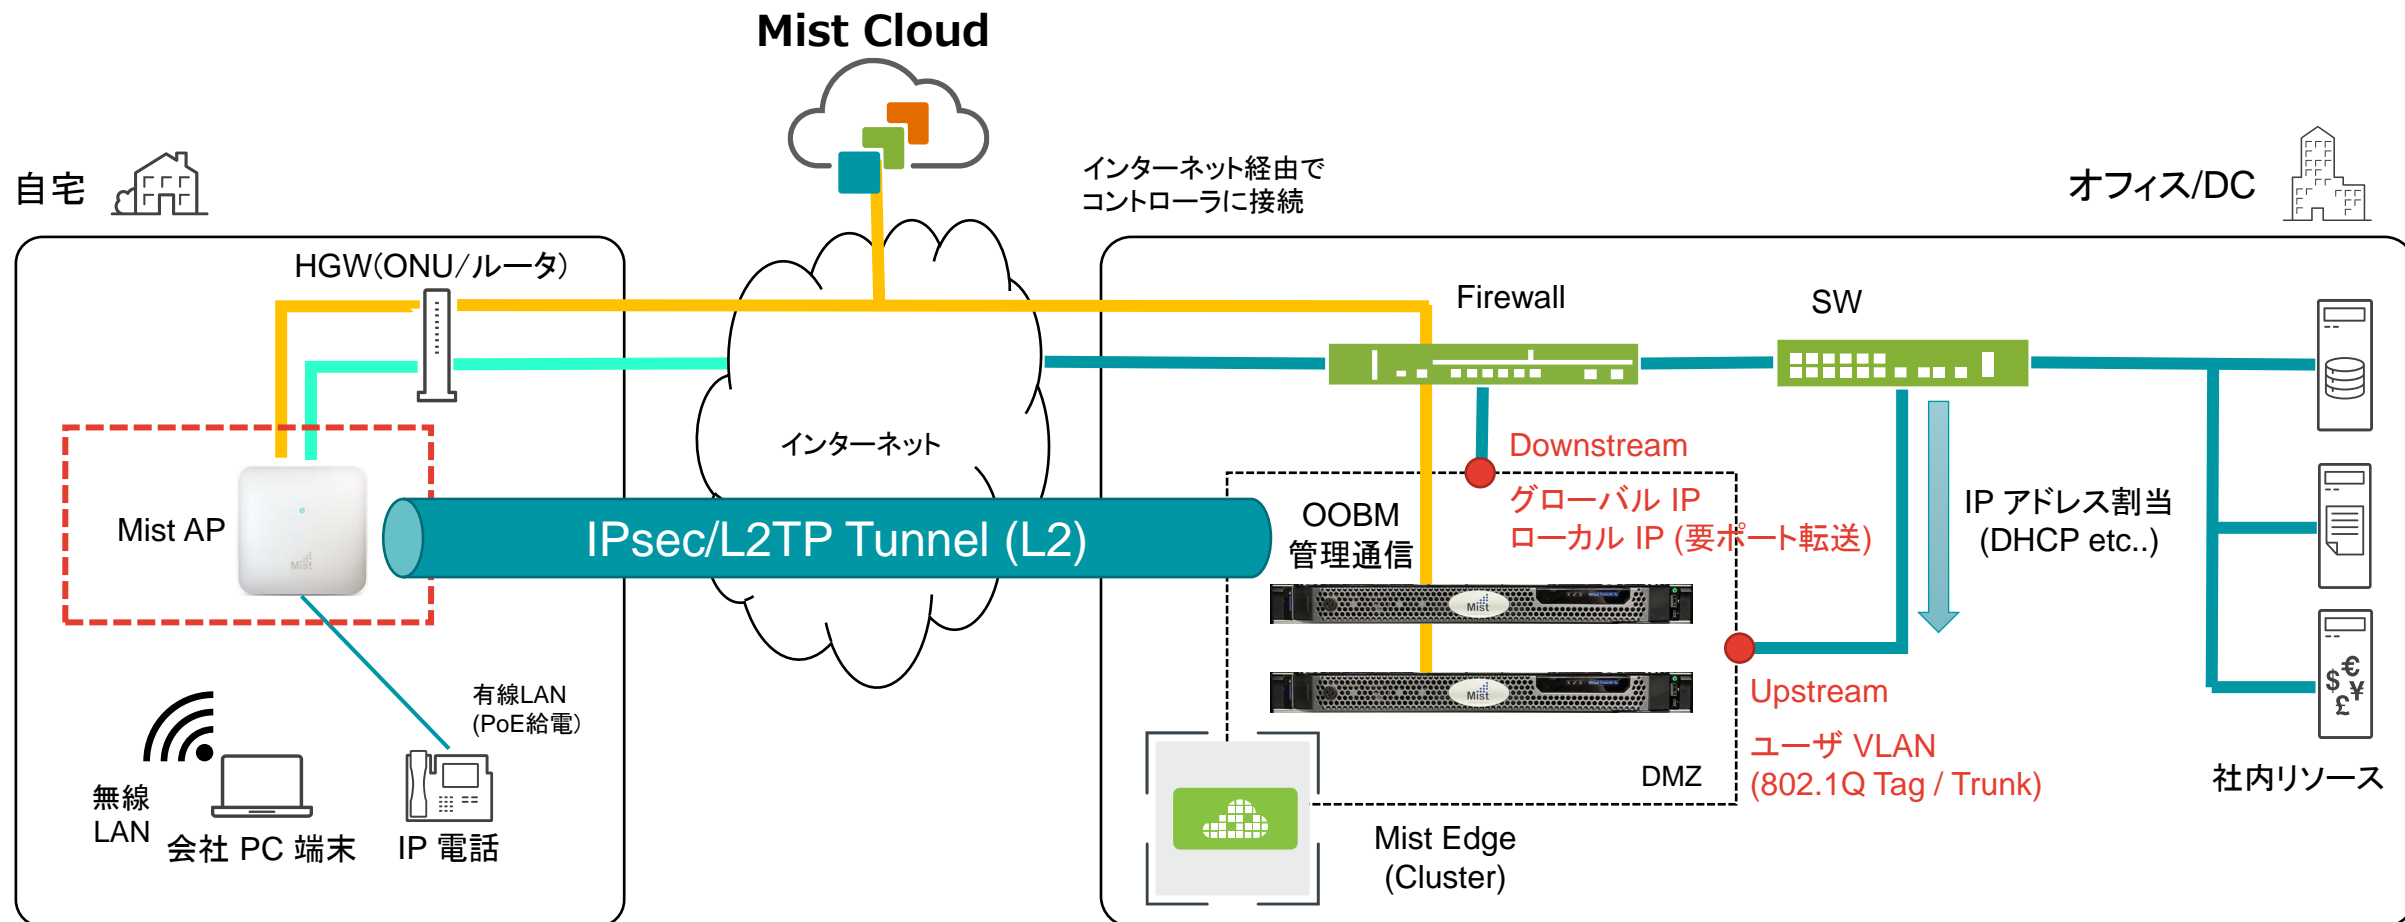 Mist Cloud
自宅
インターネット経由で
コントローラに接続
オフィス/DC
HGW(ONU/ルータ)
Firewall
SW
インターネット
Downstream
グローバル IP
ローカル IP (要ポート転送)
OOBM
管理通信
IP アドレス割当
(DHCP etc..)
Mist AP
Mist
IPsec/L2TP Tunnel (L2)
Mist
Mist
有線LAN
(PoE給電)
Upstream
ユーザ VLAN
(802.1Q Tag / Trunk)
DMZ
社内リソース
無線
LAN
会社 PC 端末
IP 電話
Mist Edge
(Cluster)
$€
£¥